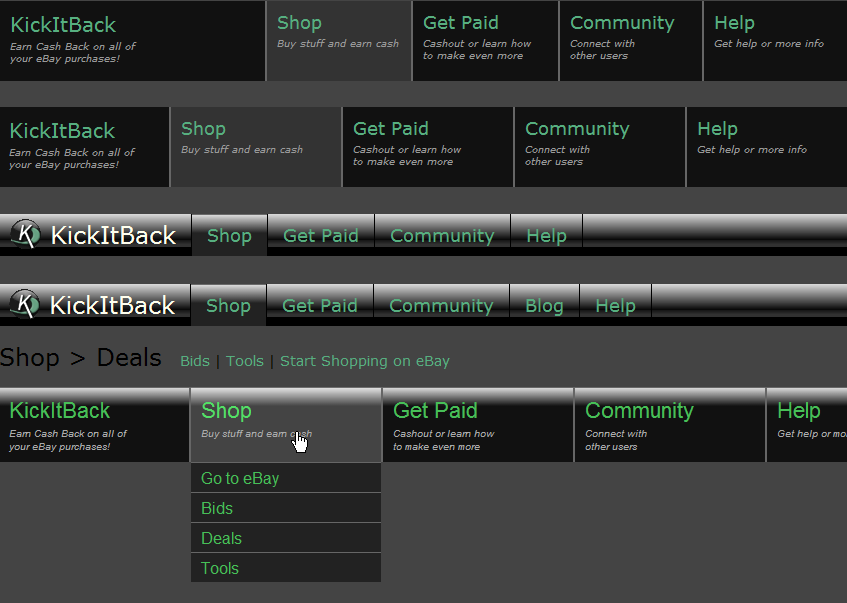 KickItBack
Earn Cash Back on all of
your eBay purchases!
Shop
Buy stuff and earn cash
Get Paid
Cashout or learn how
to make even more
Community
Connect with
other users
Help
Get help or more info
KickItBack
Earn Cash Back on all of
your eBay purchases!
Shop
Buy stuff and earn cash
Get Paid
Cashout or learn how
to make even more
Community
Connect with
other users
Help
Get help or more info
K KickItBack Shop Get Paid Community Help
K KickItBack Shop Get Paid Community Blog Help
Shop > Deals Bids | Tools | Start Shopping on eBay
KickItBack
Earn Cash Back on all of
your eBay purchases!
Shop
Buy stuff and earn cash
Get Paid
Cashout or learn how
to make even more
Community
Connect with
other users
Help
Get help or mo
Go to eBay
Bids
Deals
Tools